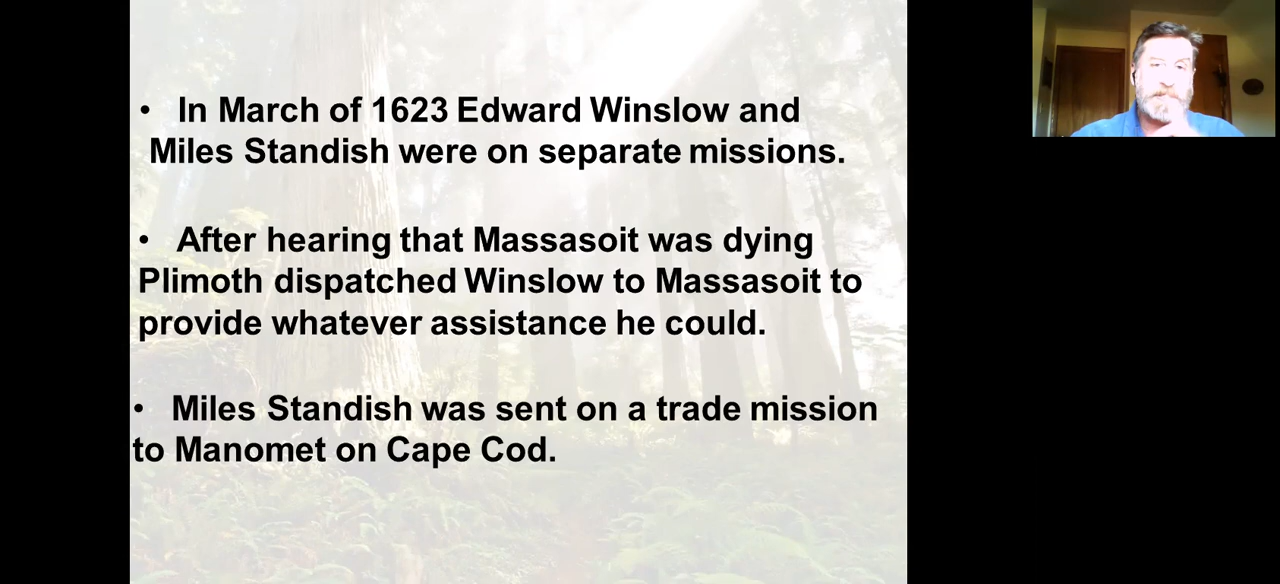 • In March of 1623 Edward Winslow and
Miles Standish were on separate missions.
• After hearing that Massasoit was dying
Plimoth dispatched Winslow to Massasoit to
provide whatever assistance he could.
• Miles Standish was sent on a trade mission
to Manomet on Cape Cod.